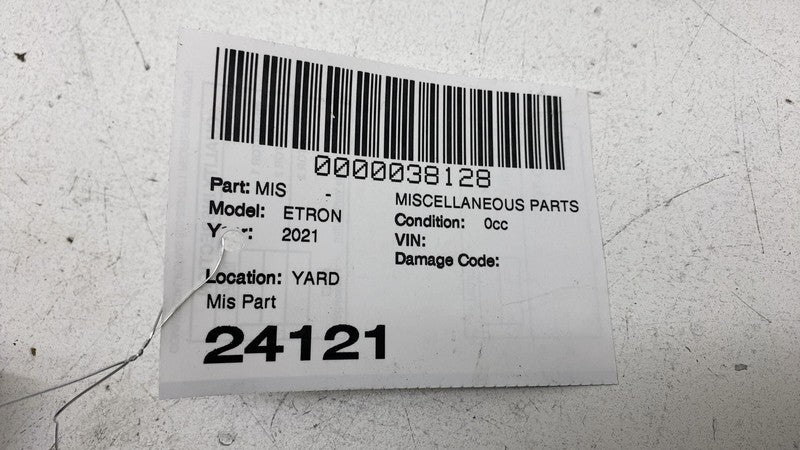 0000038128
Part: MIS - MISCELLANEOUS PARTS
Model: ETRON Condition: 0cc
Year: 2021 VIN:
Damage Code:
Location: YARD
Mis Part
24121